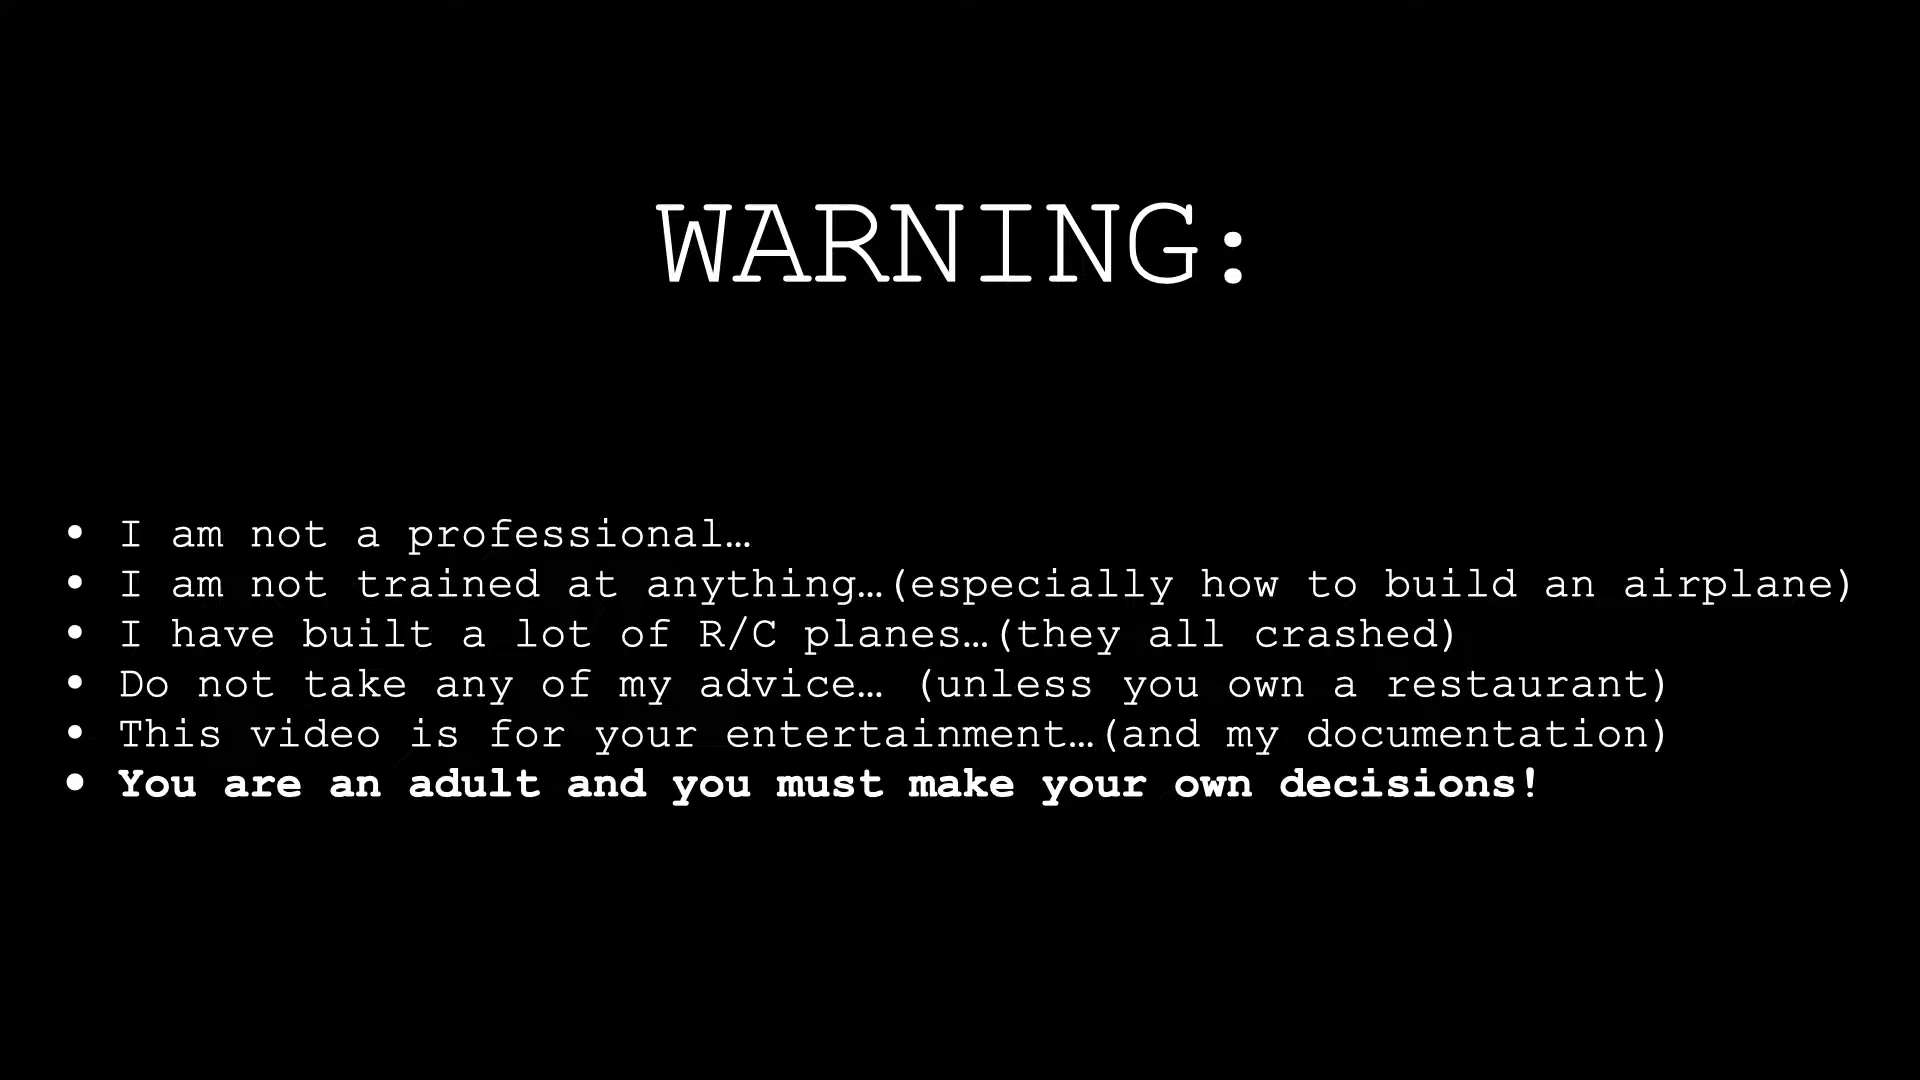 WARNING:
• I am not a professional…
• I am not trained at anything…(especially how to build an airplane)
• I have built a lot of R/C planes…(they all crashed)
• Do not take any of my advice… (unless you own a restaurant)
• This video is for your entertainment…(and my documentation)
• You are an adult and you must make your own decisions!